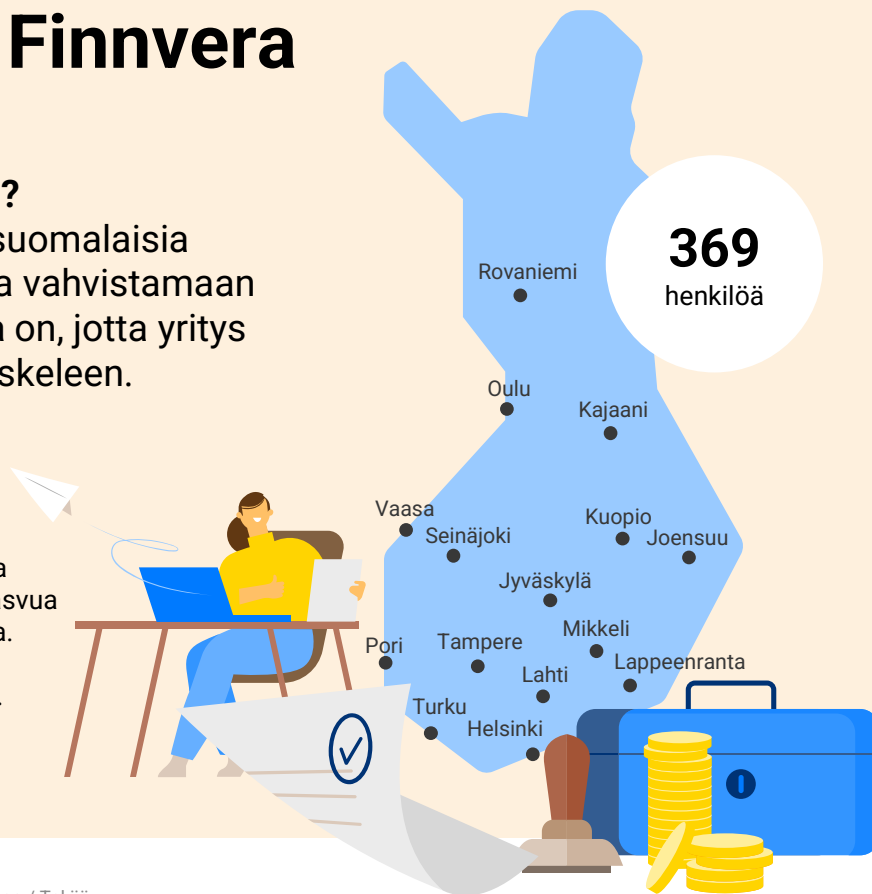 Finnvera
?
suomalaisia
a vahvistamaan
a on, jotta yritys
skeleen.
369
henkilöä
Rovaniemi
Oulu
Kajaani
Vaasa
Seinäjoki
Kuopio
Joensuu
Jyväskylä
a
asvua
a.
.
Mikkeli
Pori
Tampere
Lappeenranta
Lahti
Turku
Helsinki